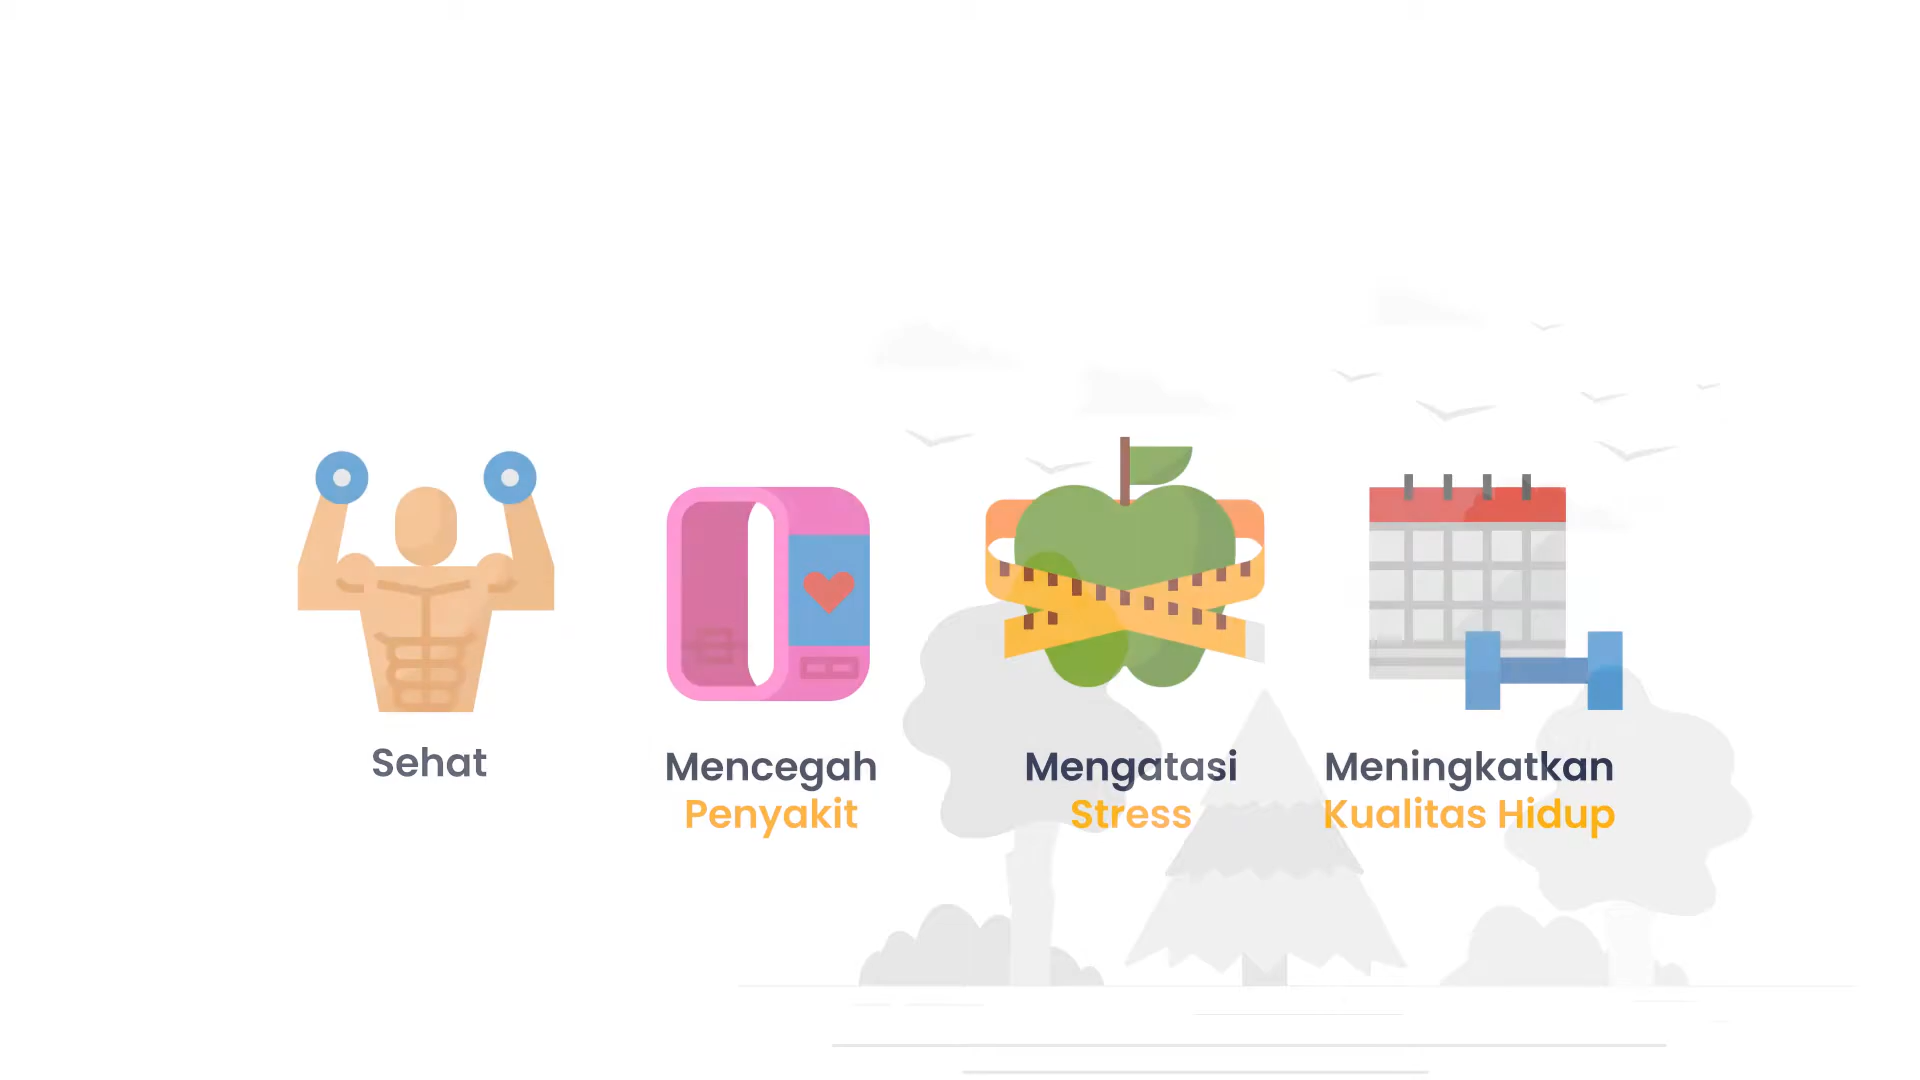 Sehat
Mencegah
Penyakit
Mengatasi
Stress
Meningkatkan
Kualitas Hidup